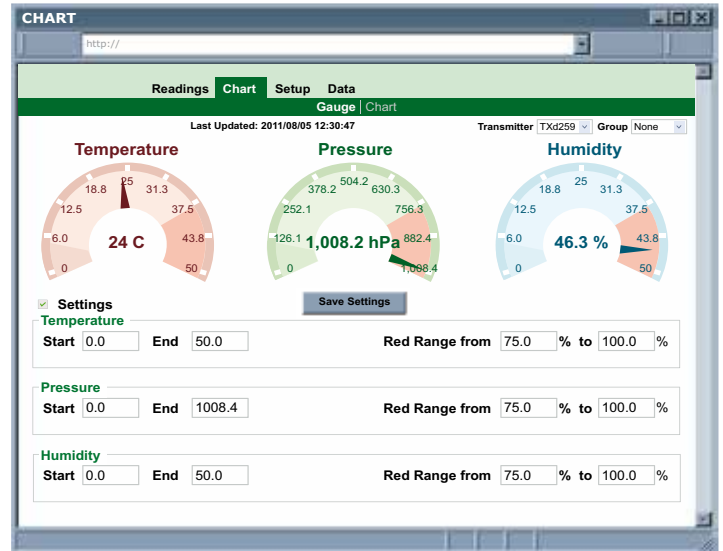 CHART
http://
Readings Chart Setup Data
Gauge | Chart
Last Updated: 2011/08/05 12:30:47
Transmitter TXd259 Group None
Temperature
0
6.0
12.5
18.8
25
31.3
37.5
43.8
50
24 C
Pressure
0
126.1
252.1
378.2
504.2
630.3
756.3
882.4
1,008.4
1,008.2 hPa
Humidity
0
6.0
12.5
18.8
25
31.3
37.5
43.8
50
46.3 %
Settings
Save Settings
Temperature
Start 0.0 End 50.0 Red Range from 75.0 % to 100.0 %
Pressure
Start 0.0 End 1008.4 Red Range from 75.0 % to 100.0 %
Humidity
Start 0.0 End 50.0 Red Range from 75.0 % to 100.0 %